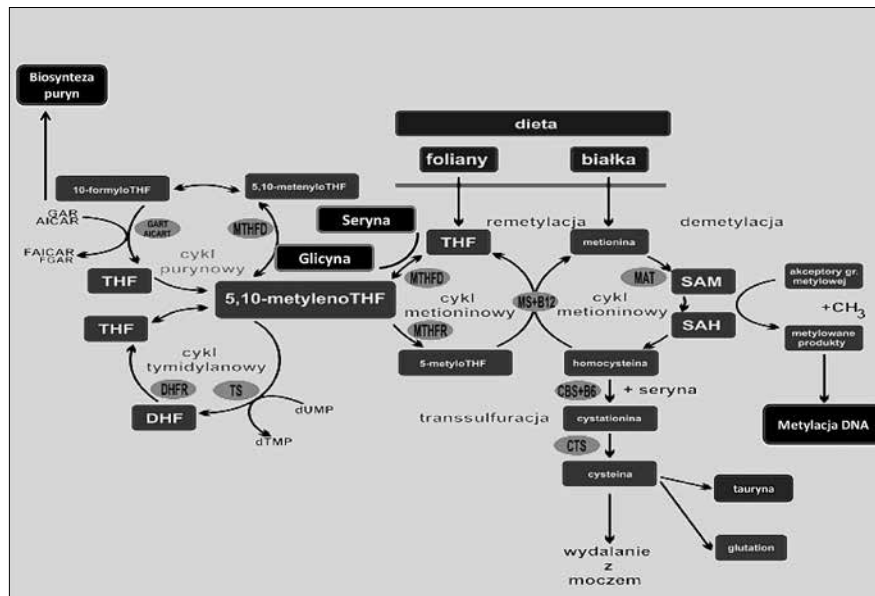 Biosynteza
puryn
dieta
foliany
białka
10-formyloTHF
5,10-metenyloTHF
GAR
AICAR
GART
AICART
MTHFD
Seryna
THF
remetylacja
metionina
demetylacja
FAICAR
FGAR
cykl
purynowy
Glicyna
THF
5,10-metylenoTHF
MTHFD
cykl
metioninowy
MTHFR
MS+B12
cykl
metioninowy
MAT
SAM
SAH
akceptory gr.
metylowej
+CH3
metylowane
produkty
THF
cykl
tymidylanowy
5-metyloTHF
homocysteina
DHFR
TS
DHF
dUMP
dTMP
CBS+B6
+ seryna
transsulfuracja
cystationina
Metylacja DNA
CTS
cysteina
tauryna
glutation
wydalanie
z
moczem